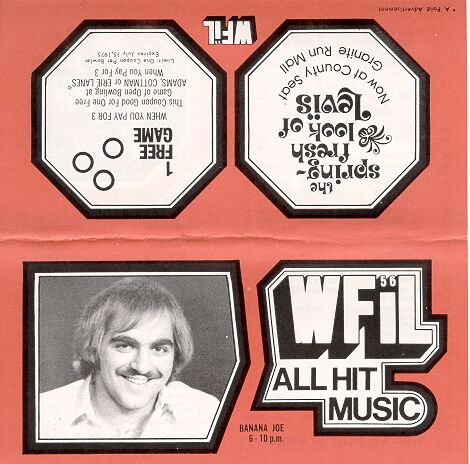 * A Paid Advertisement
WFiL
the
spring-
fresh
look of
Levis
Now at County Seat
Granite Run Mall
1
FREE
GAME
WHEN YOU PAY FOR 3
This Coupon Good For One Free
Game of Open Bowling at
ADAMS, COTTMAN or ERIE LANES*
When You Pay For 3
Limit: One Coupon Per Bowler
Expires July 15, 1975
56
WFiL
ALL HIT
MUSIC
BANANA JOE
6 - 10 p.m.